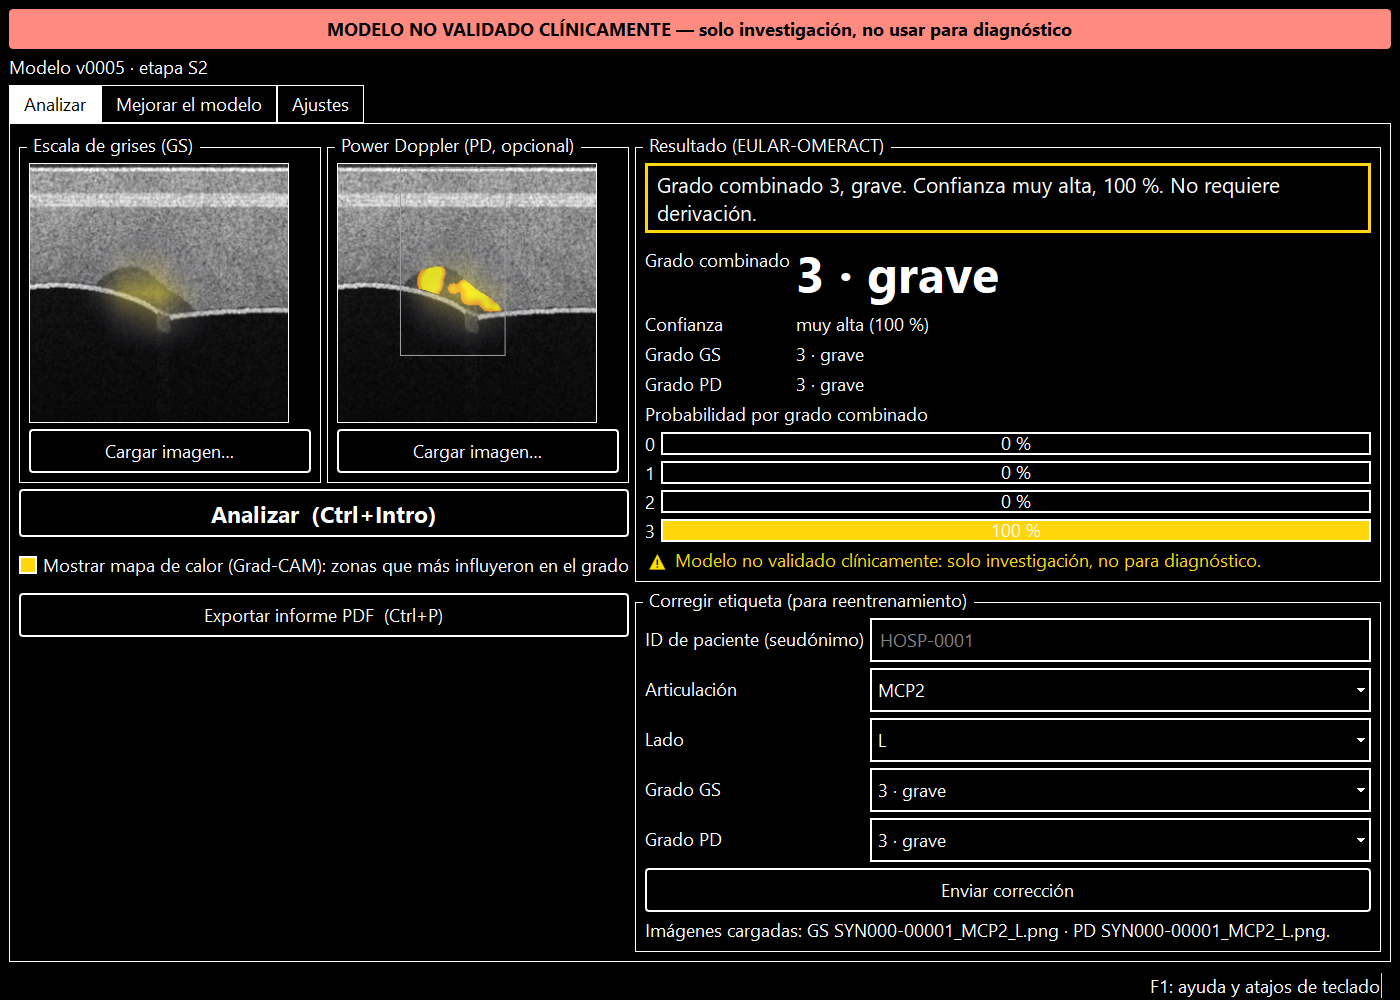 MODELO NO VALIDADO CLÍNICAMENTE — solo investigación, no usar para diagnóstico
Modelo v0005 · etapa S2
Analizar
Mejorar el modelo
Ajustes
Escala de grises (GS)
Power Doppler (PD, opcional)
Cargar imagen...
Cargar imagen...
Analizar (Ctrl+Intro)
Mostrar mapa de calor (Grad-CAM): zonas que más influyeron en el grado
Exportar informe PDF (Ctrl+P)
Resultado (EULAR-OMERACT)
Grado combinado 3, grave. Confianza muy alta, 100 %. No requiere
derivación.
Grado combinado 3 · grave
Confianza muy alta (100 %)
Grado GS 3 · grave
Grado PD 3 · grave
Probabilidad por grado combinado
0 0 %
1 0 %
2 0 %
3 100 %
Modelo no validado clínicamente: solo investigación, no para diagnóstico.
Corregir etiqueta (para reentrenamiento)
ID de paciente (seudónimo) HOSP-0001
Articulación MCP2
Lado L
Grado GS 3 · grave
Grado PD 3 · grave
Enviar corrección
Imágenes cargadas: GS SYN000-00001_MCP2_L.png · PD SYN000-00001_MCP2_L.png.
F1: ayuda y atajos de teclado